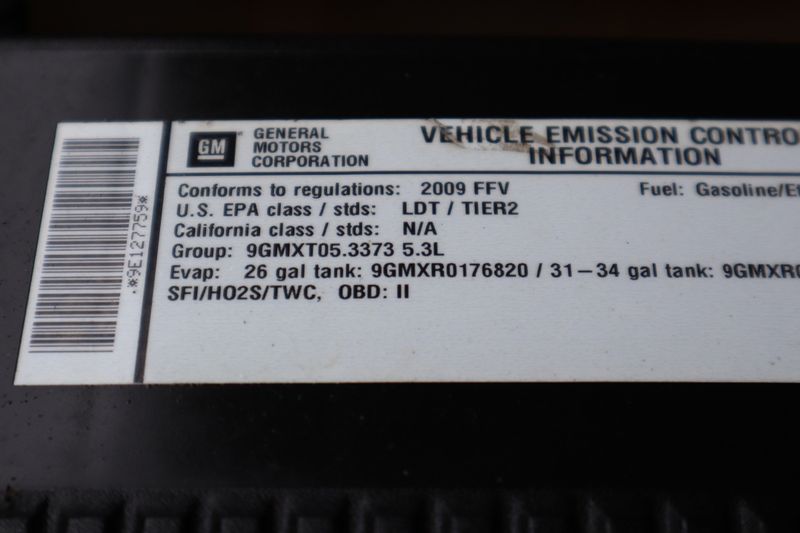 GM
GENERAL
MOTORS
CORPORATION
VEHICLE EMISSION CONTRO
INFORMATION
Conforms to regulations: 2009 FFV Fuel: Gasoline/Et
U.S. EPA class / stds: LDT / TIER2
California class / stds: N/A
Group: 9GMXT05.3373 5.3L
Evap: 26 gal tank: 9GMXR0176820 / 31-34 gal tank: 9GMXR0
SFI/HO2S/TWC, OBD: II
*9E127759*